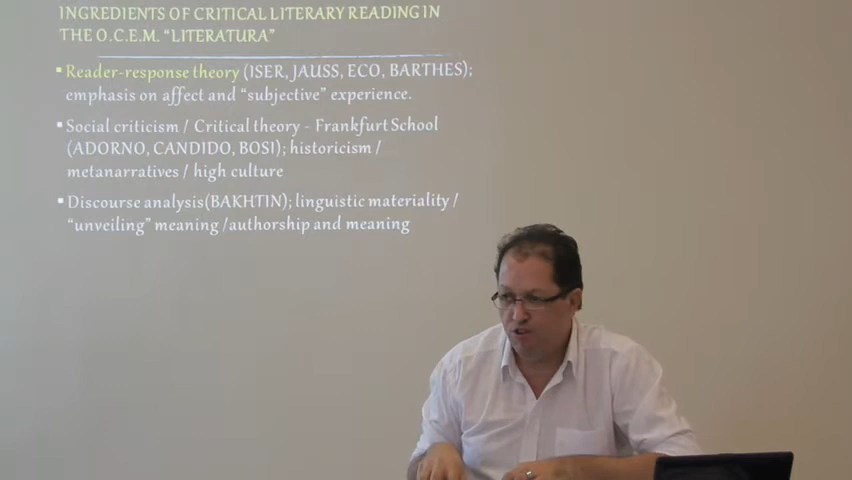 INGREDIENTS OF CRITICAL LITERARY READING IN
THE O.C.E.M. “LITERATURA”
▪ Reader-response theory (ISER, JAUSS, ECO, BARTHES);
emphasis on affect and “subjective” experience.
▪ Social criticism / Critical theory - Frankfurt School
(ADORNO, CANDIDO, BOSI); historicism /
metanarratives / high culture
▪ Discourse analysis(BAKHTIN); linguistic materiality /
“unveiling” meaning /authorship and meaning